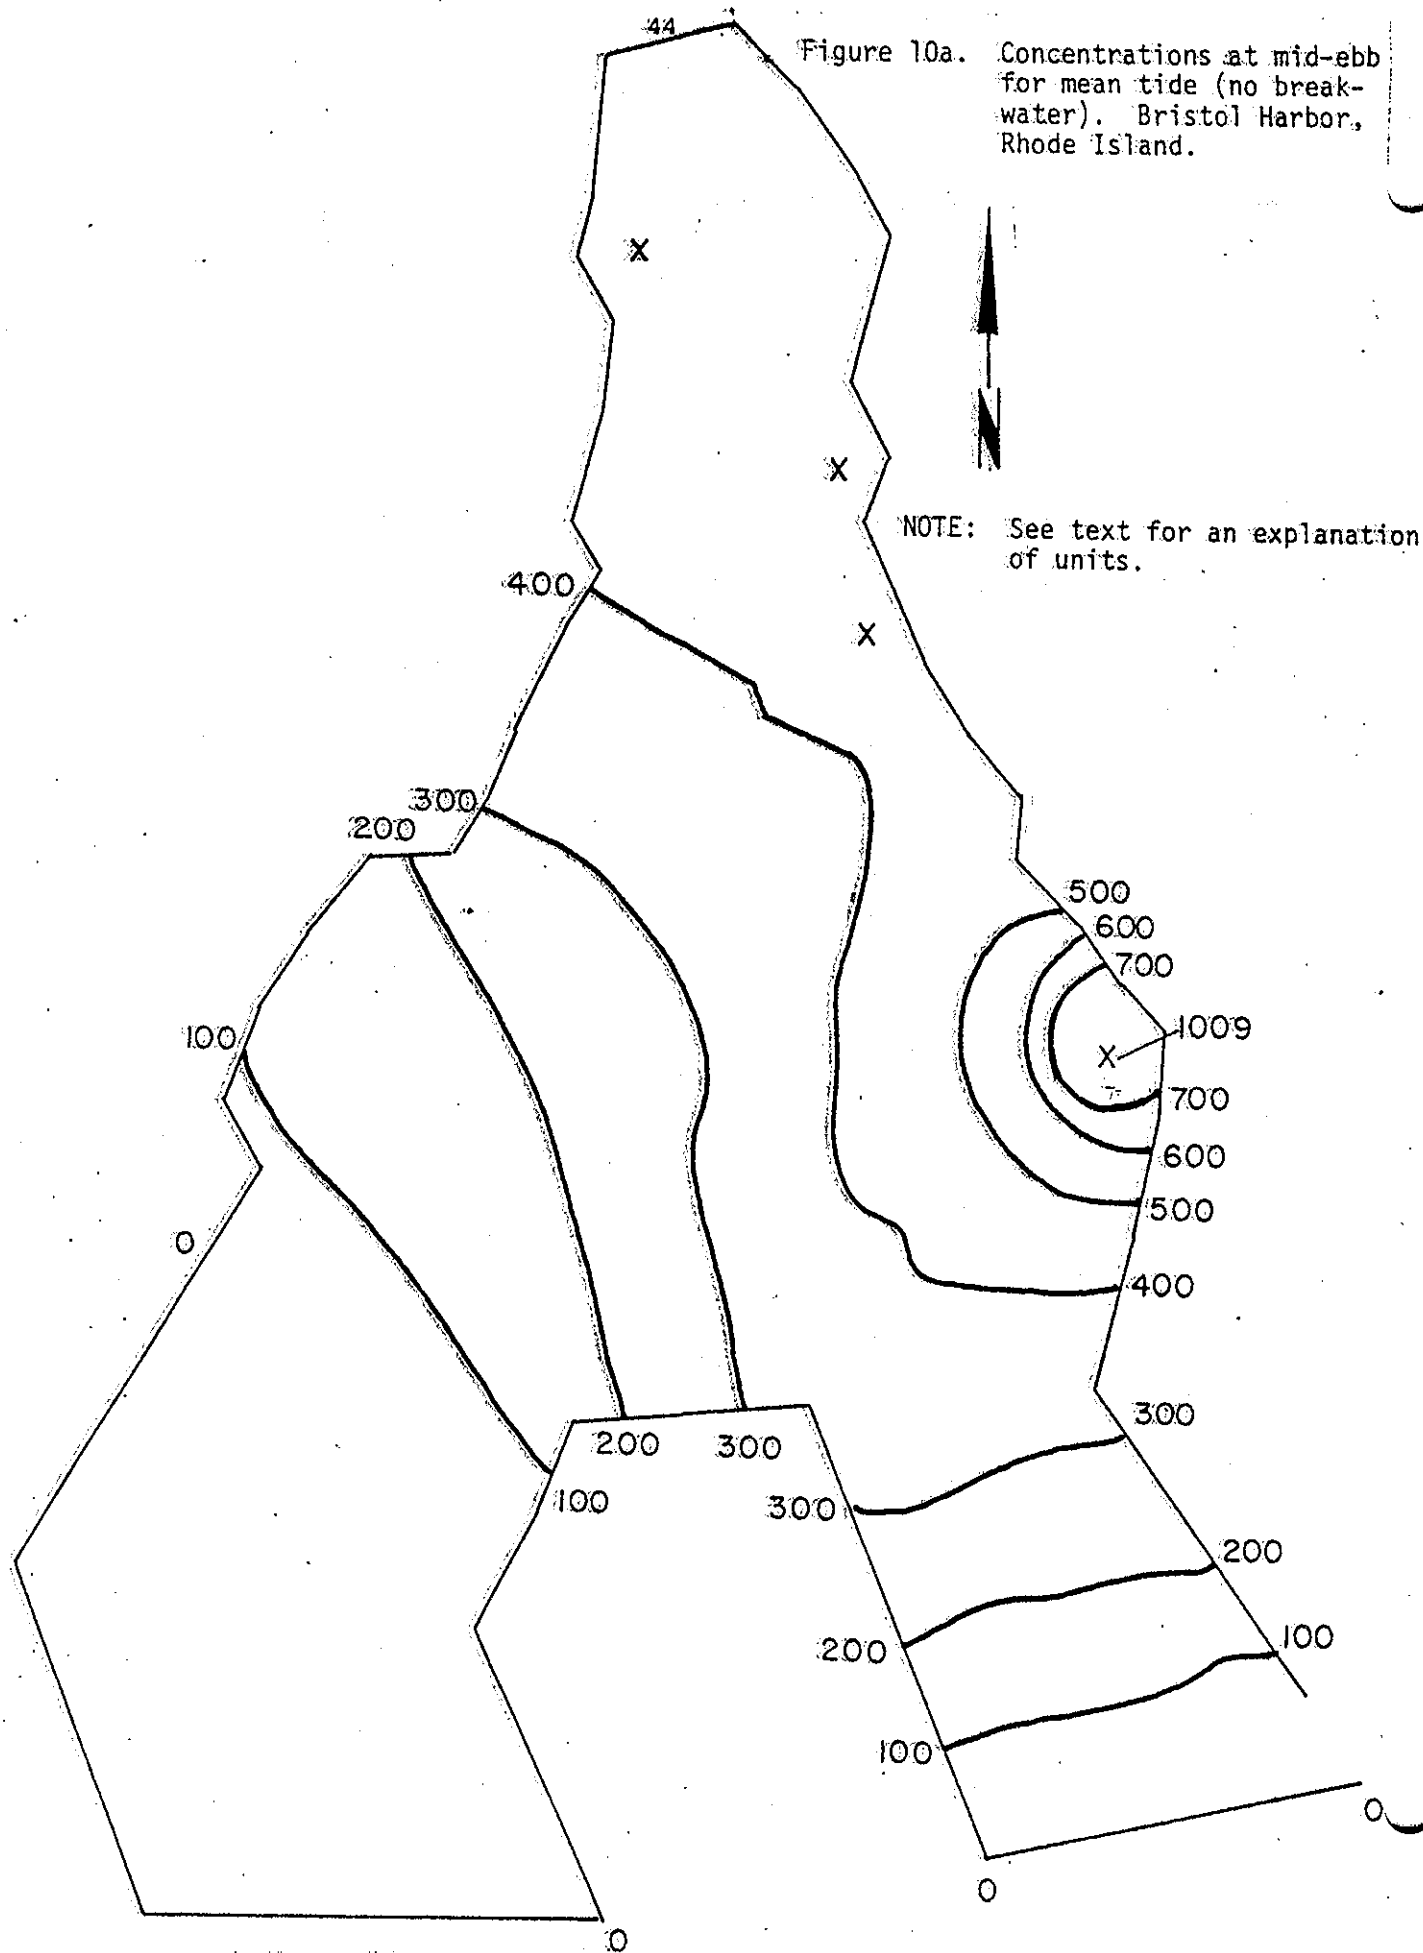 44
Figure 10a. Concentrations at mid-ebb
for mean tide (no break-
water). Bristol Harbor,
Rhode Island.
X
N
X
NOTE: See text for an explanation
of units.
400
X
300
200
500
600
700
100
1009
X
700
600
0
500
400
300
200 300
100
300
200
100
200
100
0
0
0